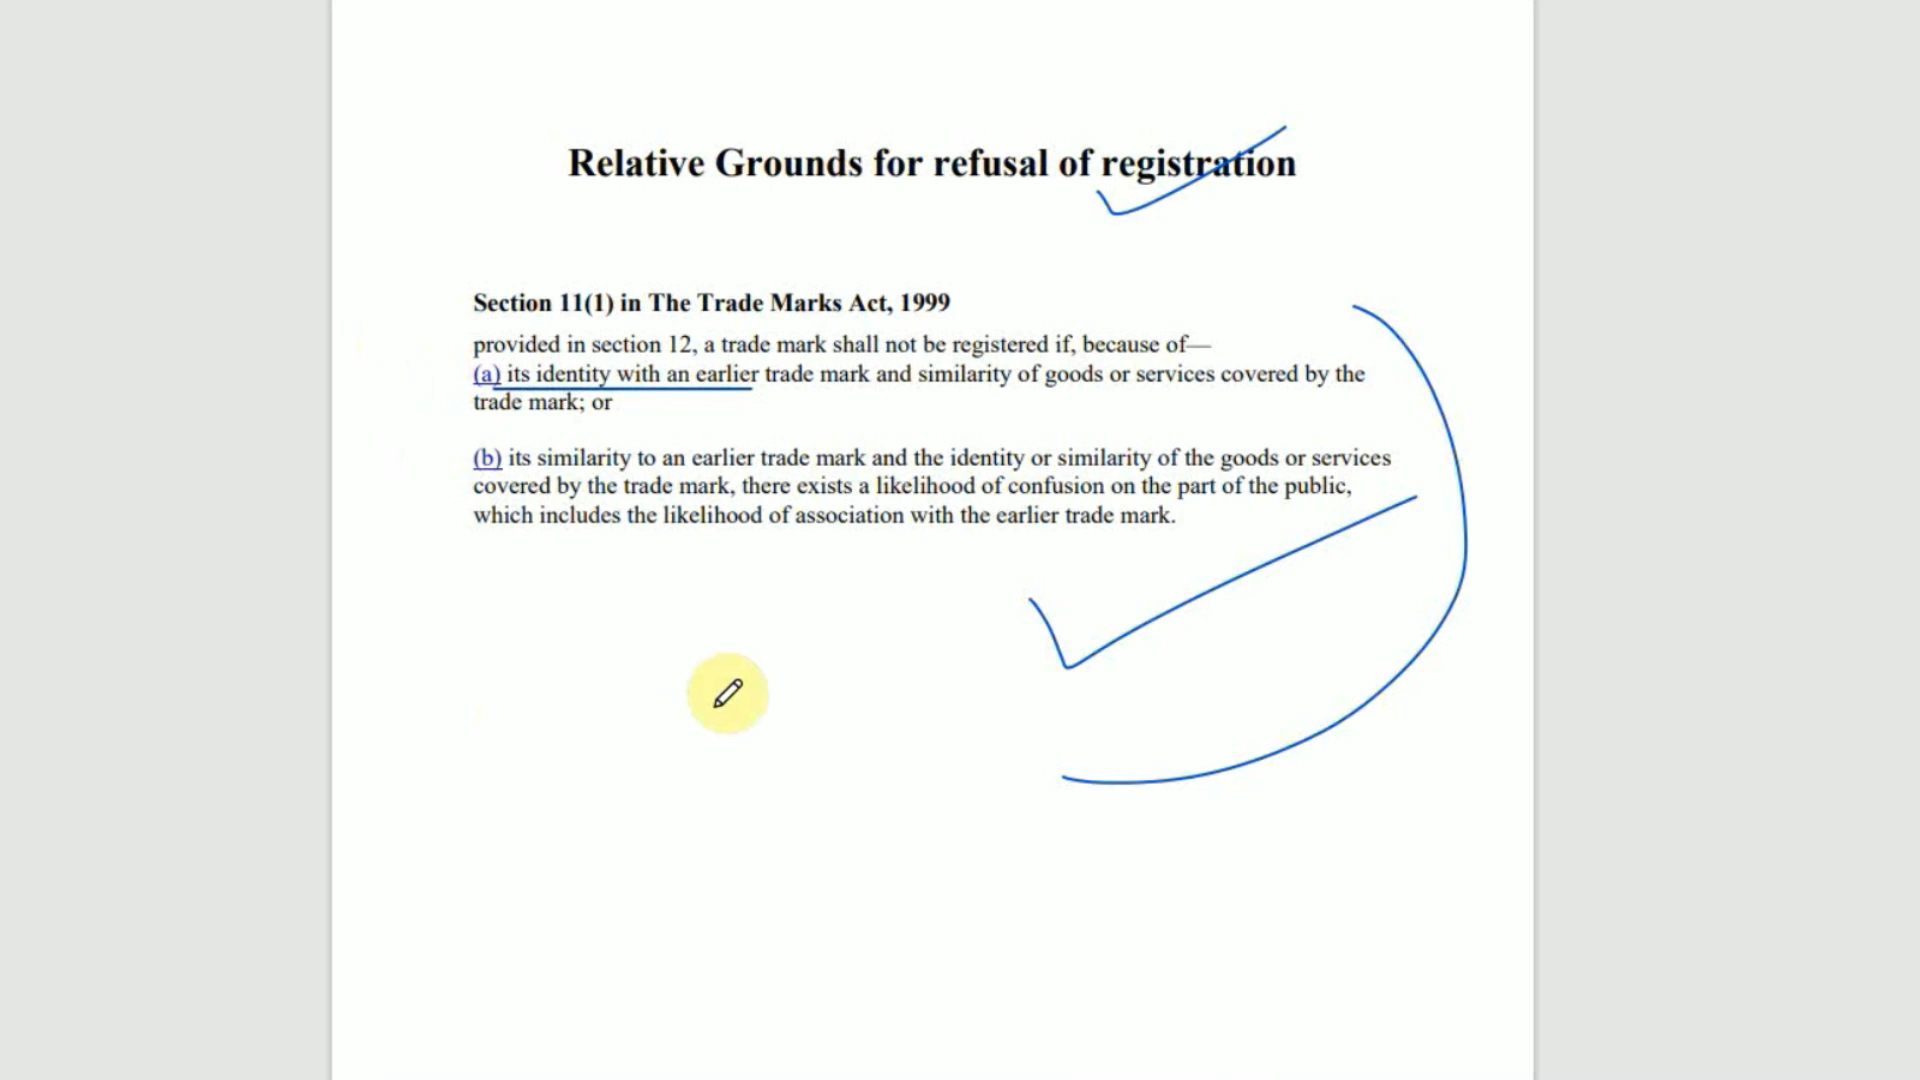 Relative Grounds for refusal of registration
Section 11(1) in The Trade Marks Act, 1999
provided in section 12, a trade mark shall not be registered if, because of—
(a) its identity with an earlier trade mark and similarity of goods or services covered by the
trade mark; or
(b) its similarity to an earlier trade mark and the identity or similarity of the goods or services
covered by the trade mark, there exists a likelihood of confusion on the part of the public,
which includes the likelihood of association with the earlier trade mark.